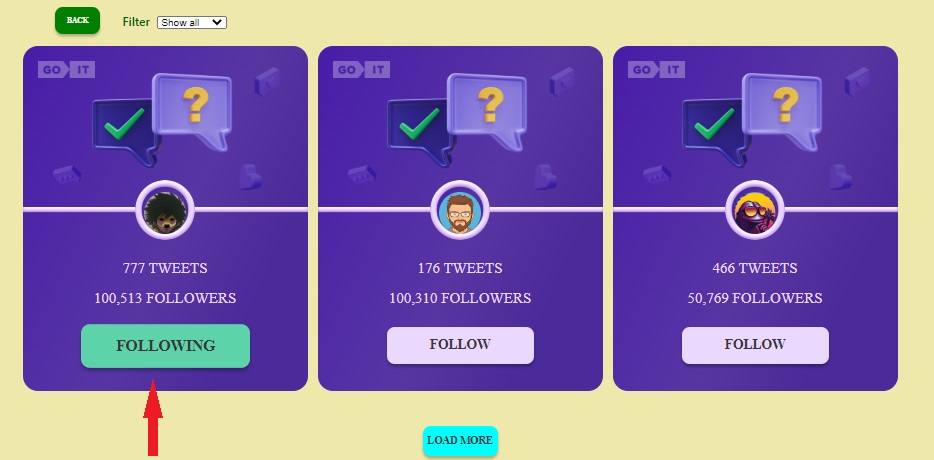 BACK
Filter Show all
GO IT
777 TWEETS
100,513 FOLLOWERS
FOLLOWING
GO IT
176 TWEETS
100,310 FOLLOWERS
FOLLOW
GO IT
466 TWEETS
50,769 FOLLOWERS
FOLLOW
LOAD MORE